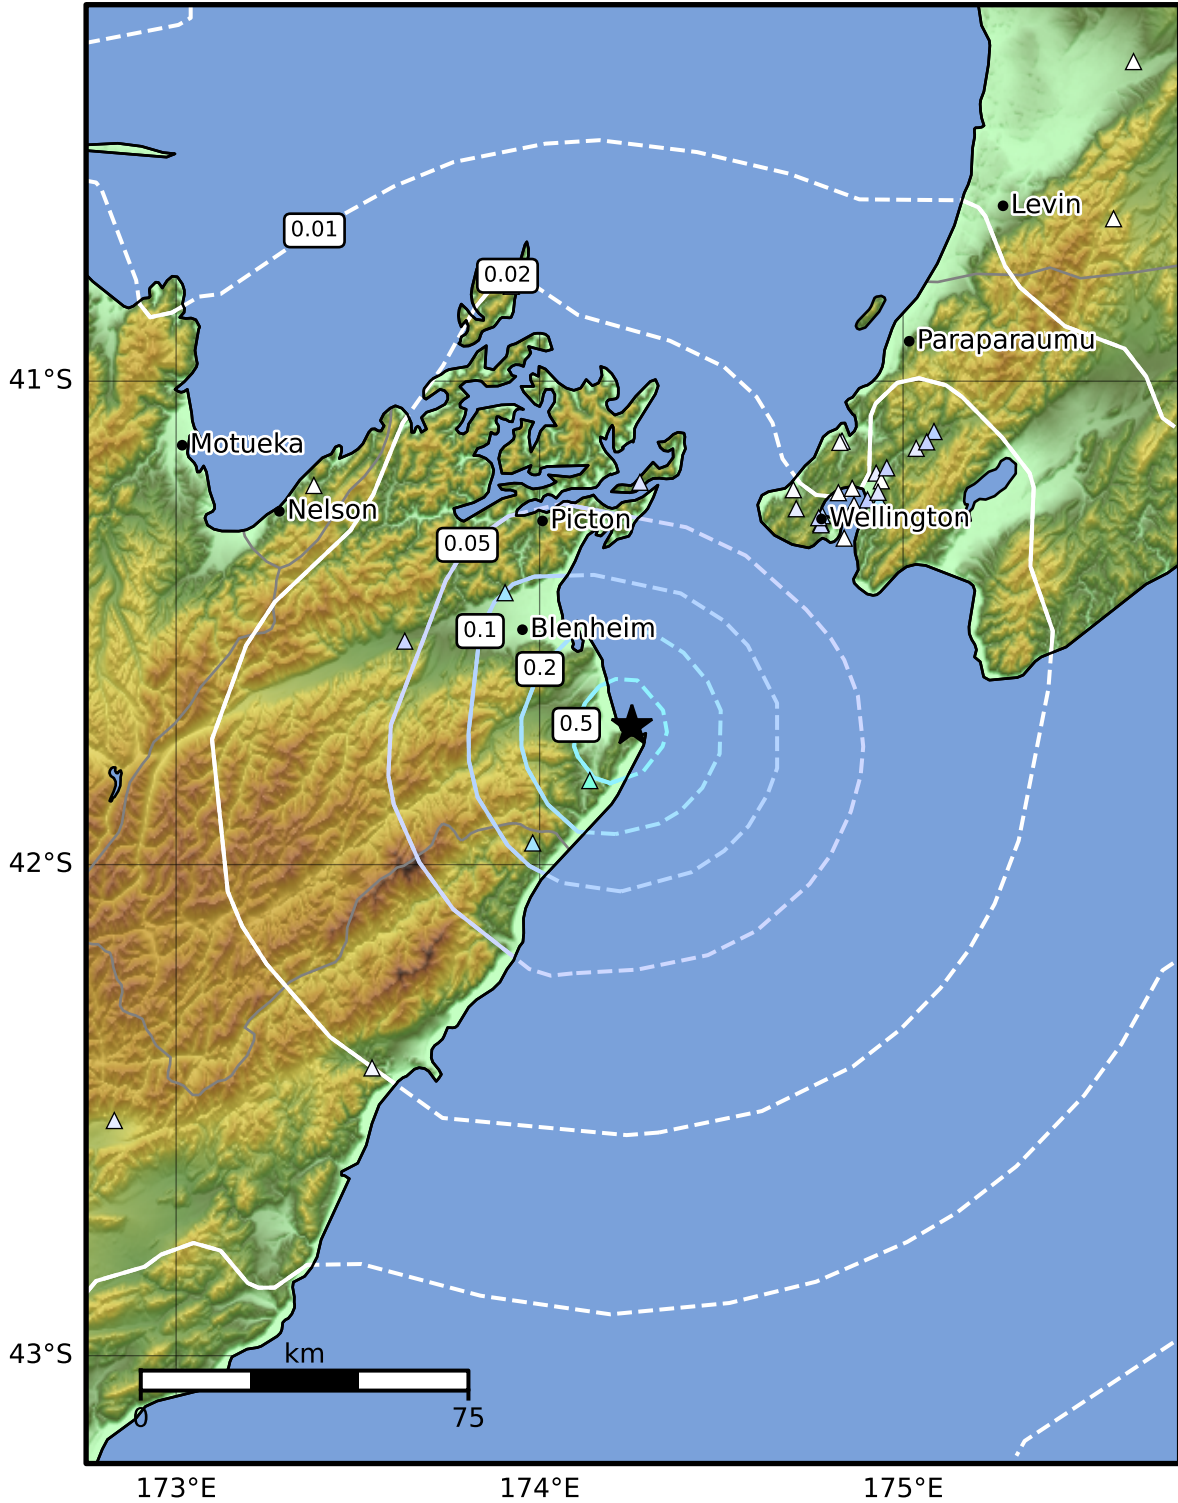 Levin
0.01
0.02
Paraparaumu
41°S
Motueka
Nelson
Picton
Wellington
0.05
0.1
Blenheim
0.2
0.5
42°S
43°S
km
0
75
173°E
174°E
175°E